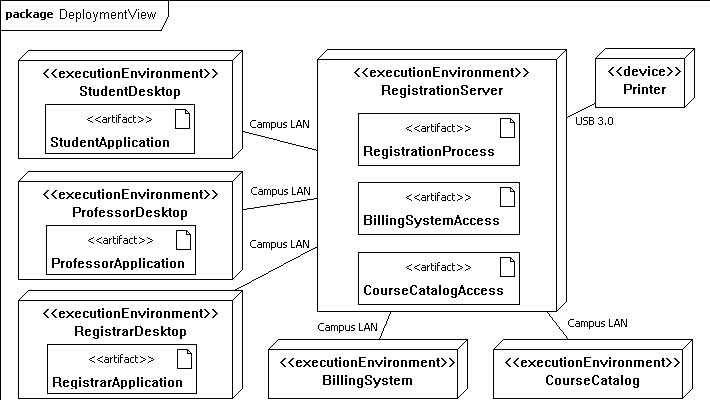 package DeploymentView
<<executionEnvironment>>
StudentDesktop
<<artifact>>
StudentApplication
Campus LAN
<<executionEnvironment>>
ProfessorDesktop
<<artifact>>
ProfessorApplication
Campus LAN
<<executionEnvironment>>
RegistrarDesktop
<<artifact>>
RegistrarApplication
Campus LAN
<<executionEnvironment>>
RegistrationServer
<<artifact>>
RegistrationProcess
<<artifact>>
BillingSystemAccess
<<artifact>>
CourseCatalogAccess
<<device>>
Printer
USB 3.0
Campus LAN
<<executionEnvironment>>
BillingSystem
Campus LAN
<<executionEnvironment>>
CourseCatalog